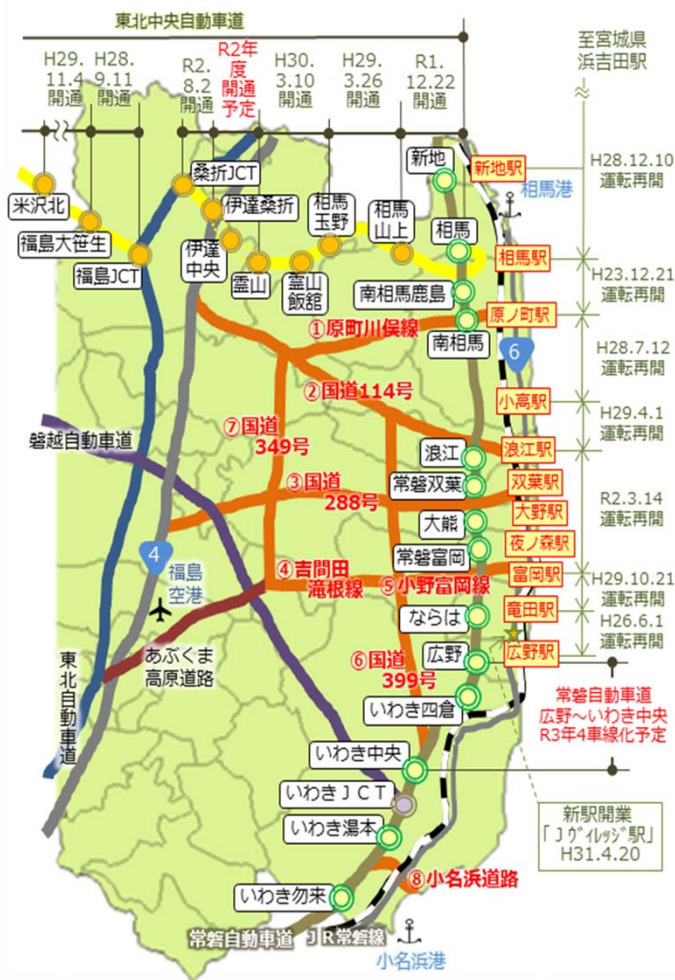 東北中央自動車道
H29.
11.4
開通
H28.
9.11
開通
R2.
8.2
開通
R2年
度
開通
予定
H30.
3.10
開通
H29.
3.26
開通
R1.
12.22
開通
至宮城県
浜吉田駅
H28.12.10
運転再開
H23.12.21
運転再開
H28.7.12
運転再開
H29.4.1
運転再開
R2.3.14
運転再開
H29.10.21
運転再開
H26.6.1
運転再開
米沢北
福島大笹生
福島JCT
桑折JCT
伊達桑折
伊達
中央
霊山
霊山
飯舘
相馬
玉野
相馬
山上
新地
相馬
南相馬鹿島
南相馬
新地駅
相馬港
相馬駅
原ノ町駅
6
小高駅
浪江駅
双葉駅
大野駅
夜ノ森駅
富岡駅
竜田駅
広野駅
①原町川俣線
②国道114号
⑦国道
349号
③国道
288号
④吉間田
滝根線
⑤小野富岡線
⑥国道
399号
磐越自動車道
4
福島
空港
あぶくま
高原道路
東北自動車道
浪江
常磐双葉
大熊
常磐富岡
ならは
広野
いわき四倉
いわき中央
いわきJCT
いわき湯本
いわき勿来
常磐自動車道
広野~いわき中央
R3年4車線化予定
新駅開業
「Jヴィレッジ駅」
H31.4.20
⑧小名浜道路
常磐自動車道
JR常磐線
小名浜港